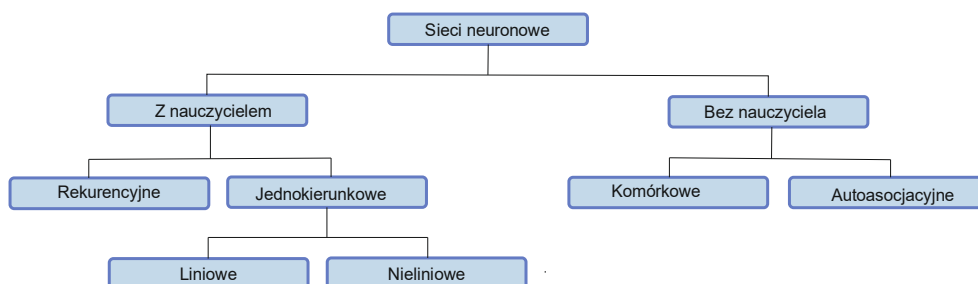 Sieci neuronowe
Z nauczycielem
Bez nauczyciela
Rekurencyjne
Jednokierunkowe
Komórkowe
Autoasocjacyjne
Liniowe
Nieliniowe